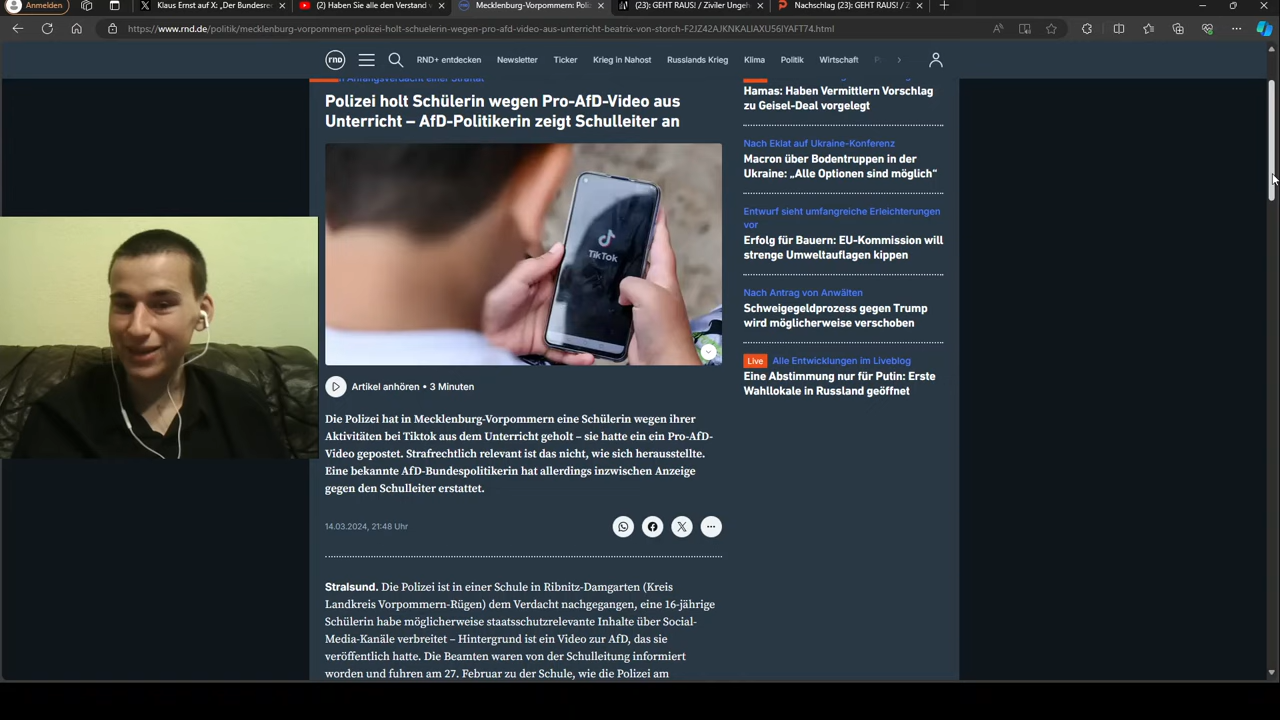 Anmelden
Klaus Ernst auf X: „Der Bundesre
(2) Haben Sie alle den Verstand v
Mecklenburg-Vorpommern: Poli
(23): GEHT RAUS! / Ziviler Ungeh
Nachschlag (23): GEHT RAUS! / Z
https://www.rnd.de/politik/mecklenburg-vorpommern-polizei-holt-schuelerin-wegen-pro-afd-video-aus-unterricht-beatrix-von-storch-F2JZ42AJKNKALIAXU56IYAFT74.html
RND
RND+ entdecken
Newsletter
Ticker
Krieg in Nahost
Russlands Krieg
Klima
Politik
Wirtschaft
Anfangsverdacht einer Straftat
Polizei holt Schülerin wegen Pro-AfD-Video aus
Unterricht – AfD-Politikerin zeigt Schulleiter an
TikTok
Artikel anhören • 3 Minuten
Die Polizei hat in Mecklenburg-Vorpommern eine Schülerin wegen ihrer
Aktivitäten bei Tiktok aus dem Unterricht geholt – sie hatte ein ein Pro-AfD-
Video gepostet. Strafrechtlich relevant ist das nicht, wie sich herausstellte.
Eine bekannte AfD-Bundespolitikerin hat allerdings inzwischen Anzeige
gegen den Schulleiter erstattet.
14.03.2024, 21:48 Uhr
Stralsund. Die Polizei ist in einer Schule in Ribnitz-Damgarten (Kreis
Landkreis Vorpommern-Rügen) dem Verdacht nachgegangen, eine 16-jährige
Schülerin habe möglicherweise staatsschutzrelevante Inhalte über Social-
Media-Kanäle verbreitet – Hintergrund ist ein Video zur AfD, das sie
veröffentlich hatte. Die Beamten waren von der Schulleitung informiert
worden und fuhren am 27. Februar zu der Schule, wie die Polizei am
Hamas: Haben Vermittlern Vorschlag
zu Geisel-Deal vorgelegt
Nach Eklat auf Ukraine-Konferenz
Macron über Bodentruppen in der
Ukraine: „Alle Optionen sind möglich“
Entwurf sieht umfangreiche Erleichterungen
vor
Erfolg für Bauern: EU-Kommission will
strenge Umweltauflagen kippen
Nach Antrag von Anwälten
Schweigegeldprozess gegen Trump
wird möglicherweise verschoben
Live Alle Entwicklungen im Liveblog
Eine Abstimmung nur für Putin: Erste
Wahllokale in Russland geöffnet